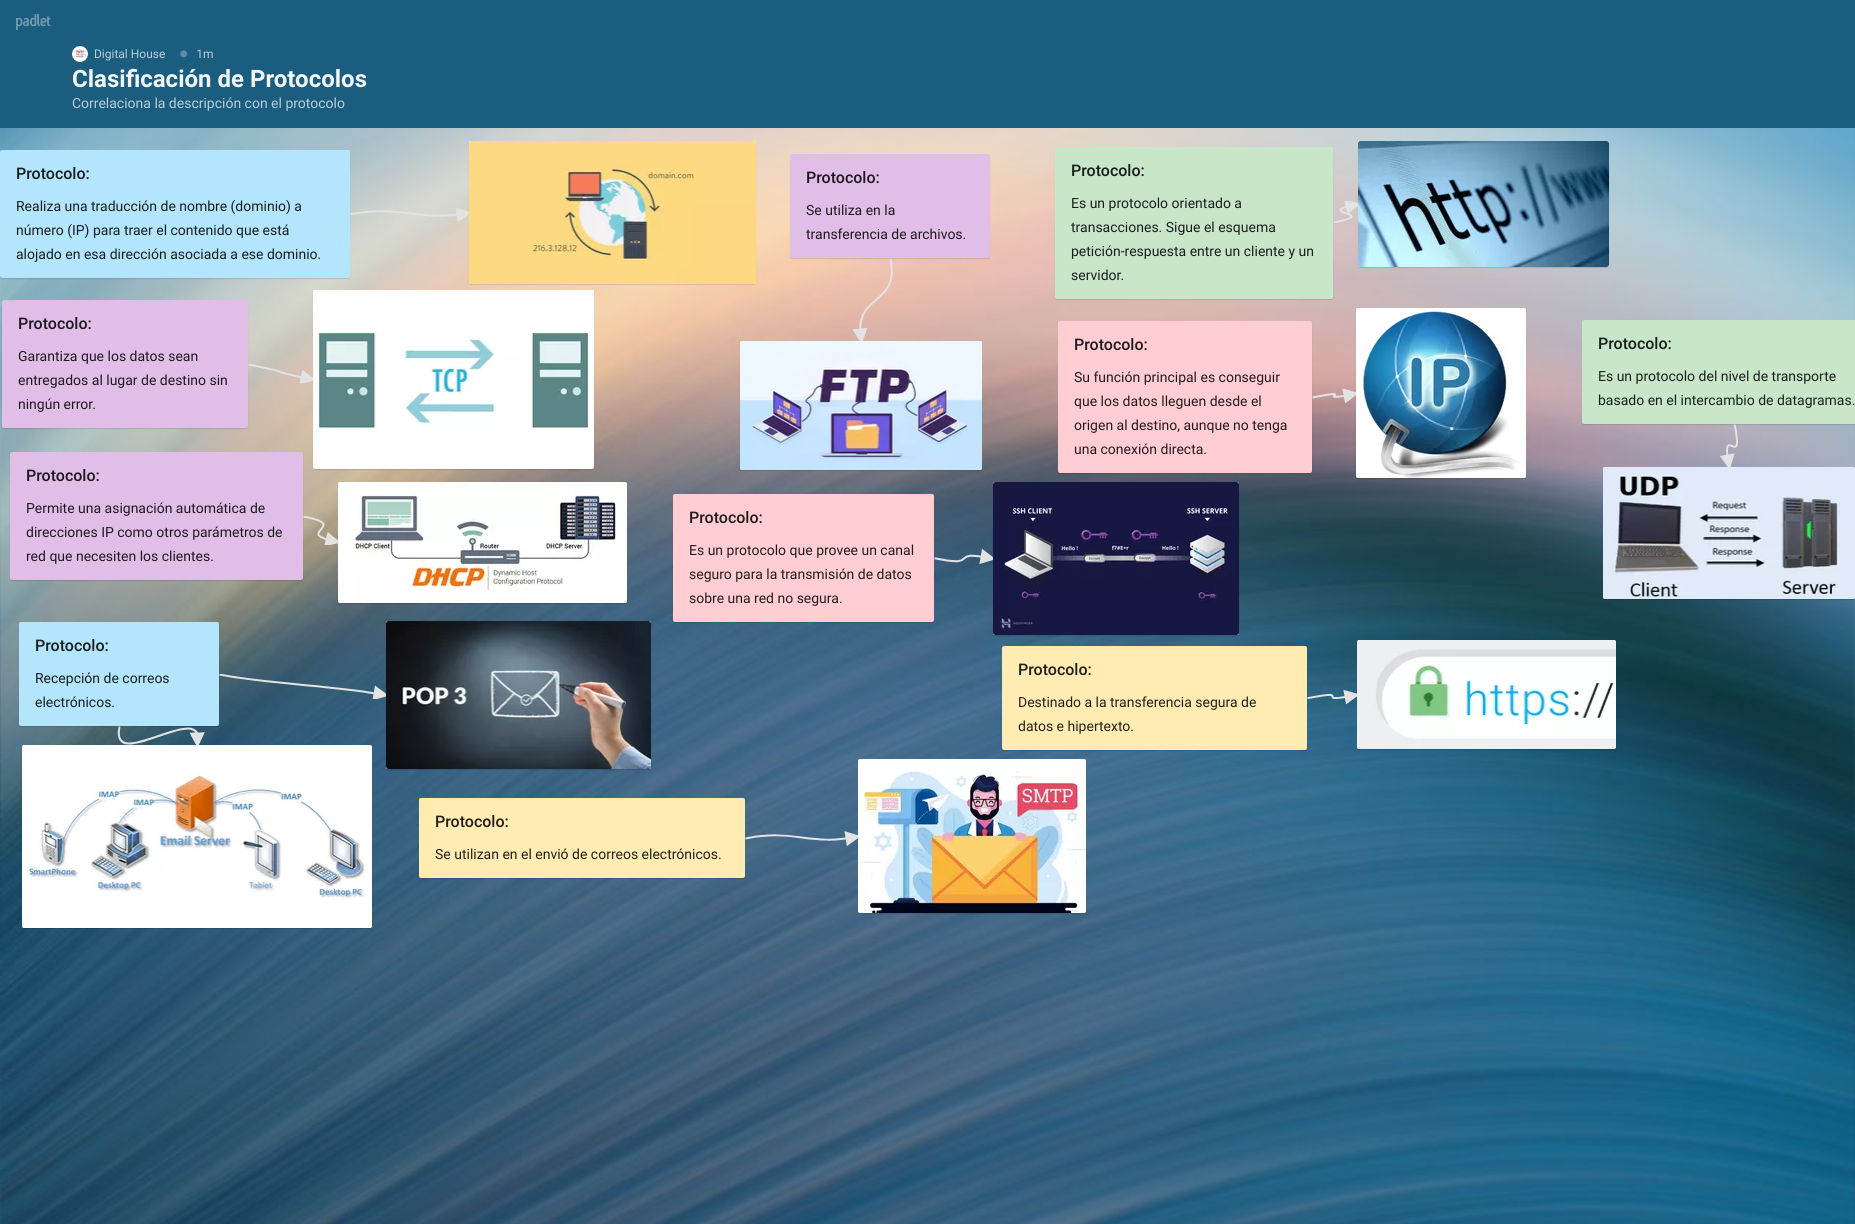 padlet
Digital House
1m
Clasificación de Protocolos
Correlaciona la descripción con el protocolo
Protocolo:
Realiza una traducción de nombre (dominio) a
número (IP) para traer el contenido que está
alojado en esa dirección asociada a ese dominio.
domain.com
216.3.128.12
Protocolo:
Se utiliza en la
transferencia de archivos.
Protocolo:
Es un protocolo orientado a
transacciones. Sigue el esquema
petición-respuesta entre un cliente y un
servidor.
http://www
Protocolo:
Garantiza que los datos sean
entregados al lugar de destino sin
ningún error.
TCP
FTP
Protocolo:
Su función principal es conseguir
que los datos lleguen desde el
origen al destino, aunque no tenga
una conexión directa.
IP
Protocolo:
Es un protocolo del nivel de transporte
basado en el intercambio de datagramas.
UDP
Request
Response
Response
Client
Server
Protocolo:
Permite una asignación automática de
direcciones IP como otros parámetros de
red que necesiten los clientes.
DHCP Client
Router
DHCP Server
DHCP
Dynamic Host
Configuration Protocol
Protocolo:
Es un protocolo que provee un canal
seguro para la transmisión de datos
sobre una red no segura.
SSH CLIENT
SSH SERVER
Hello !
f7#E+r
Hello !
Protocolo:
Recepción de correos
electrónicos.
POP 3
Protocolo:
Destinado a la transferencia segura de
datos e hipertexto.
https://
IMAP
IMAP
IMAP
IMAP
Email Server
SmartPhone
Desktop PC
Tablet
Desktop PC
Protocolo:
Se utilizan en el envió de correos electrónicos.
SMTP